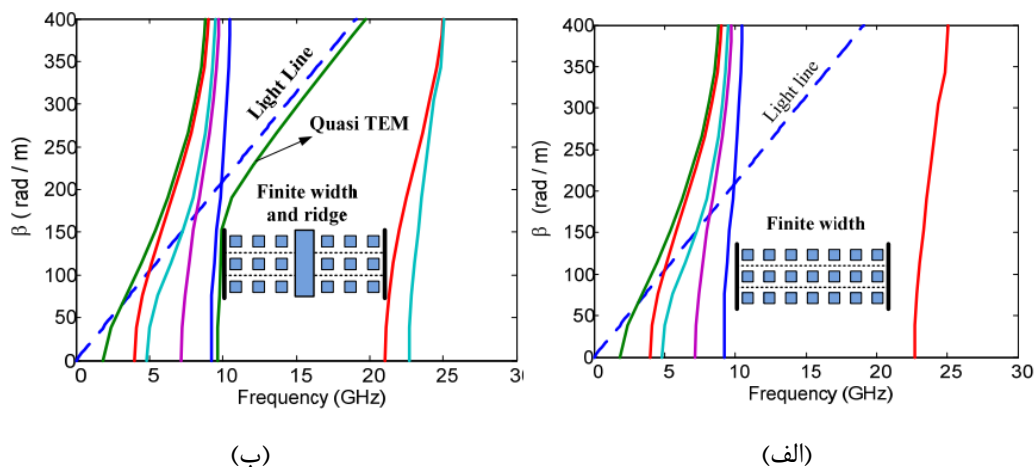 400
350
300
250
200
150
100
50
0
β ( rad / m)
Light Line
Quasi TEM
Finite width
and ridge
0 5 10 15 20 25 3
Frequency (GHz)
(ب)
400
350
300
250
200
150
100
50
0
β (rad / m)
Light line
Finite width
0 5 10 15 20 25 30
Frequency (GHz)
(الف)